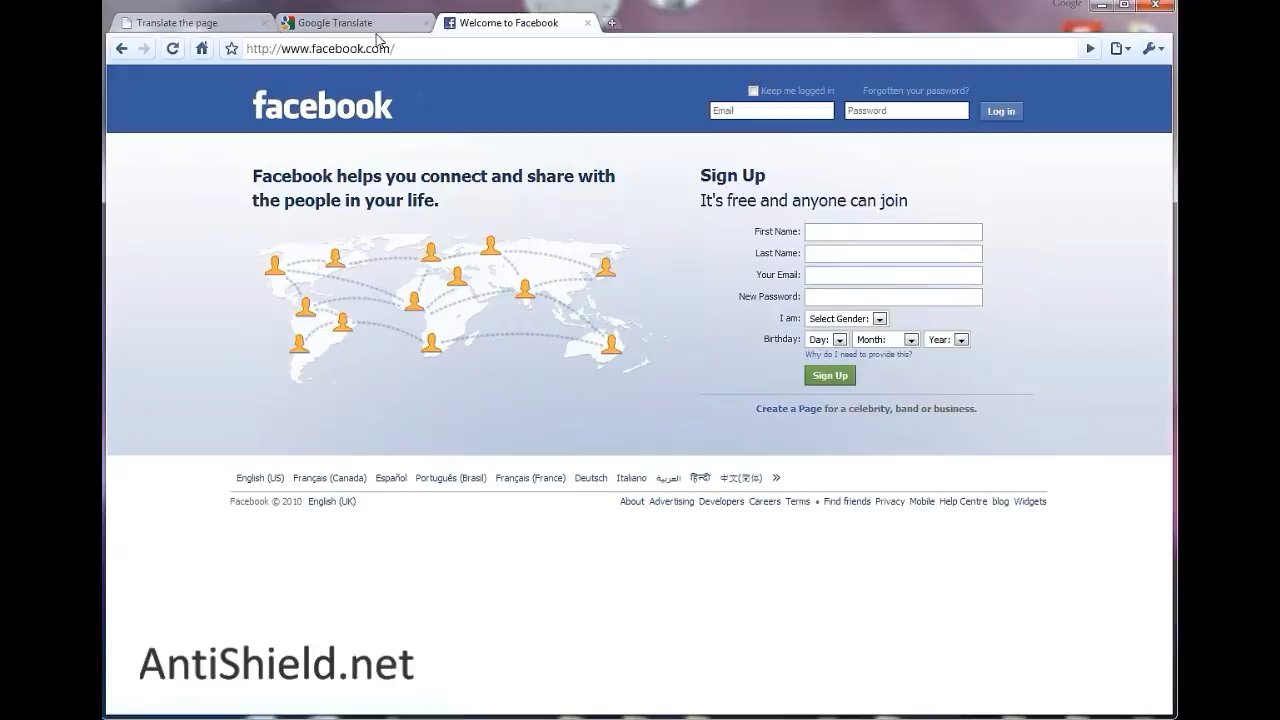 Google
Translate the page
Google Translate
Welcome to Facebook
http://www.facebook.com/
facebook
Keep me logged in
Forgotten your password?
Email
Password
Log in
Facebook helps you connect and share with
the people in your life.
Sign Up
It's free and anyone can join
First Name:
Last Name:
Your Email:
New Password:
I am:
Select Gender:
Birthday:
Day:
Month:
Year:
Why do I need to provide this?
Sign Up
Create a Page for a celebrity, band or business.
English (US) Français (Canada) Español Português (Brasil) Français (France) Deutsch Italiano العربية हिन्दी 中文(简体) »
Facebook © 2010 English (UK)
About Advertising Developers Careers Terms • Find friends Privacy Mobile Help Centre blog Widgets
AntiShield.net